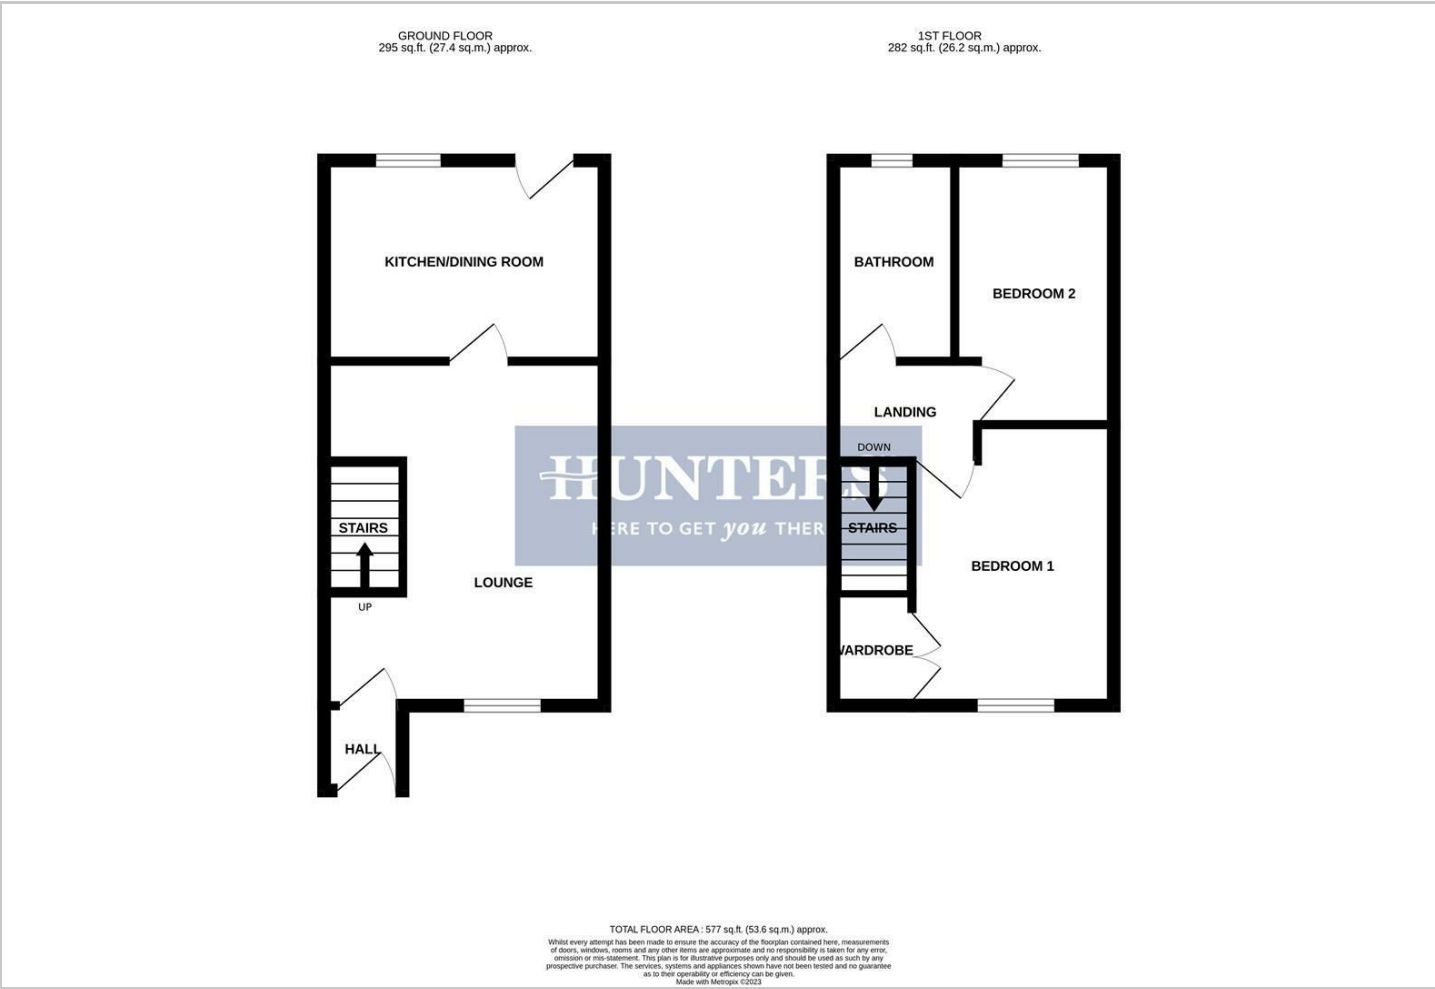 GROUND FLOOR
295 sq.ft. (27.4 sq.m.) approx.
1ST FLOOR
282 sq.ft. (26.2 sq.m.) approx.
KITCHEN/DINING ROOM
BATHROOM
BEDROOM 2
LANDING
DOWN
HUNTERS
HERE TO GET you THER
STAIRS
STAIRS
BEDROOM 1
LOUNGE
UP
WARDROBE
HALL
TOTAL FLOOR AREA : 577 sq.ft. (53.6 sq.m.) approx.
Whilst every attempt has been made to ensure the accuracy of the floorplan contained here, measurements
of doors, windows, rooms and any other items are approximate and no responsibility is taken for any error,
omission or mis-statement. This plan is for illustrative purposes only and should be used as such by any
prospective purchaser. The services, systems and appliances shown have not been tested and no guarantee
as to their operability or efficiency can be given.
Made with Metropix ©2023